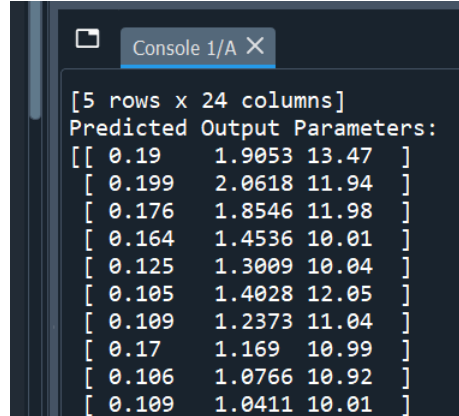 Console 1/A X
[5 rows x 24 columns]
Predicted Output Parameters:
[[ 0.19    1.9053 13.47  ]
 [ 0.199   2.0618 11.94  ]
 [ 0.176   1.8546 11.98  ]
 [ 0.164   1.4536 10.01  ]
 [ 0.125   1.3009 10.04  ]
 [ 0.105   1.4028 12.05  ]
 [ 0.109   1.2373 11.04  ]
 [ 0.17    1.169  10.99  ]
 [ 0.106   1.0766 10.92  ]
 [ 0.109   1.0411 10.01  ]